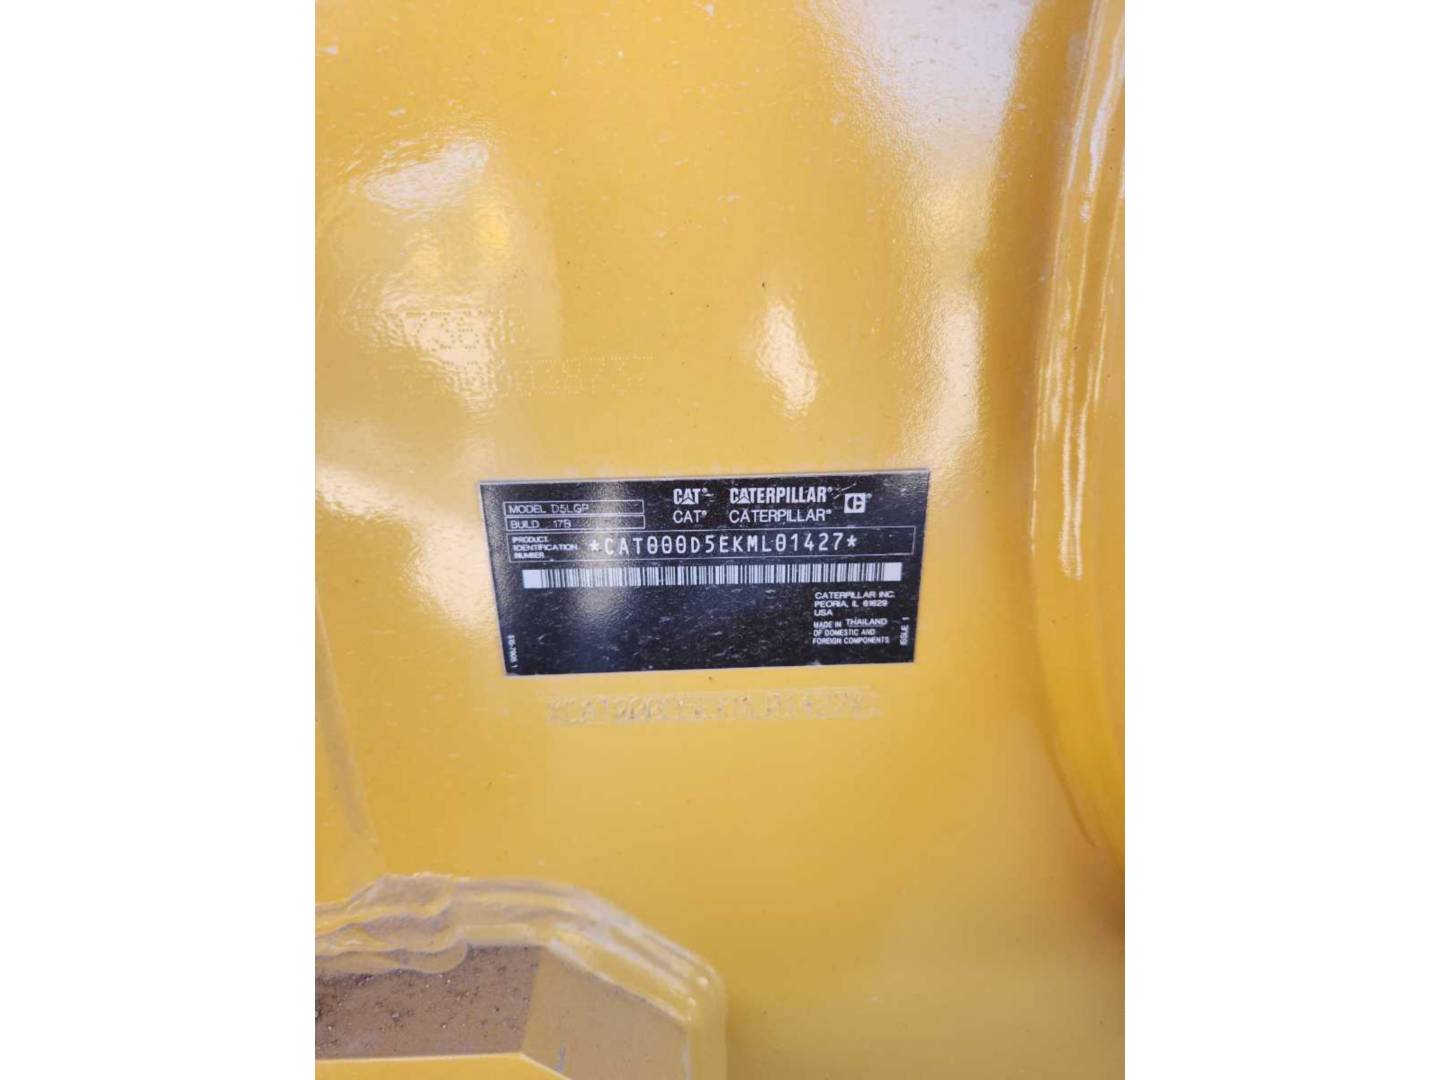 CAT® CATERPILLAR®
MODEL D5LGP
CAT® CATERPILLAR®
BUILD 17B
PRODUCT IDENTIFICATION NUMBER
*CAT000D5EKML01427*
CATERPILLAR INC.
PEORIA, IL 61629
USA
MADE IN THAILAND
OF DOMESTIC AND
FOREIGN COMPONENTS
ISSUE 1